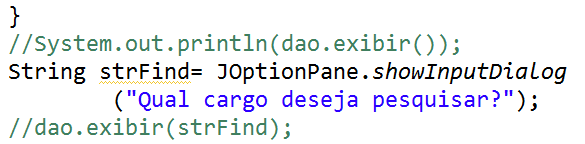 }
//System.out.println(dao.exibir());
String strFind= JOptionPane.showInputDialog
("Qual cargo deseja pesquisar?");
//dao.exibir(strFind);